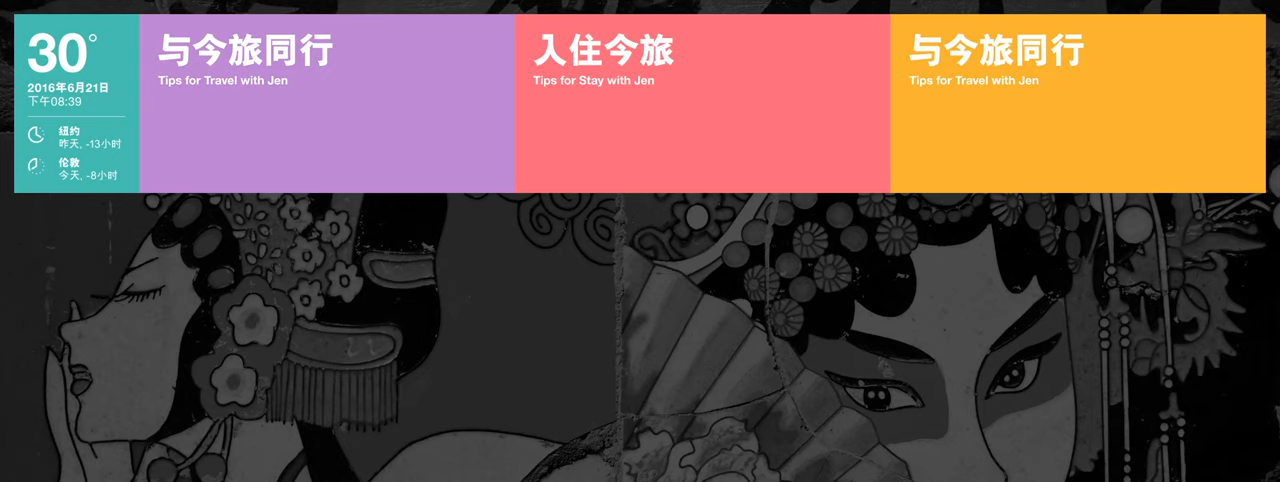 30°
2016年6月21日
下午08:39
紐约
昨天, -13小时
伦敦
今天, -8小时
与今旅同行
Tips for Travel with Jen
入住今旅
Tips for Stay with Jen
与今旅同行
Tips for Travel with Jen